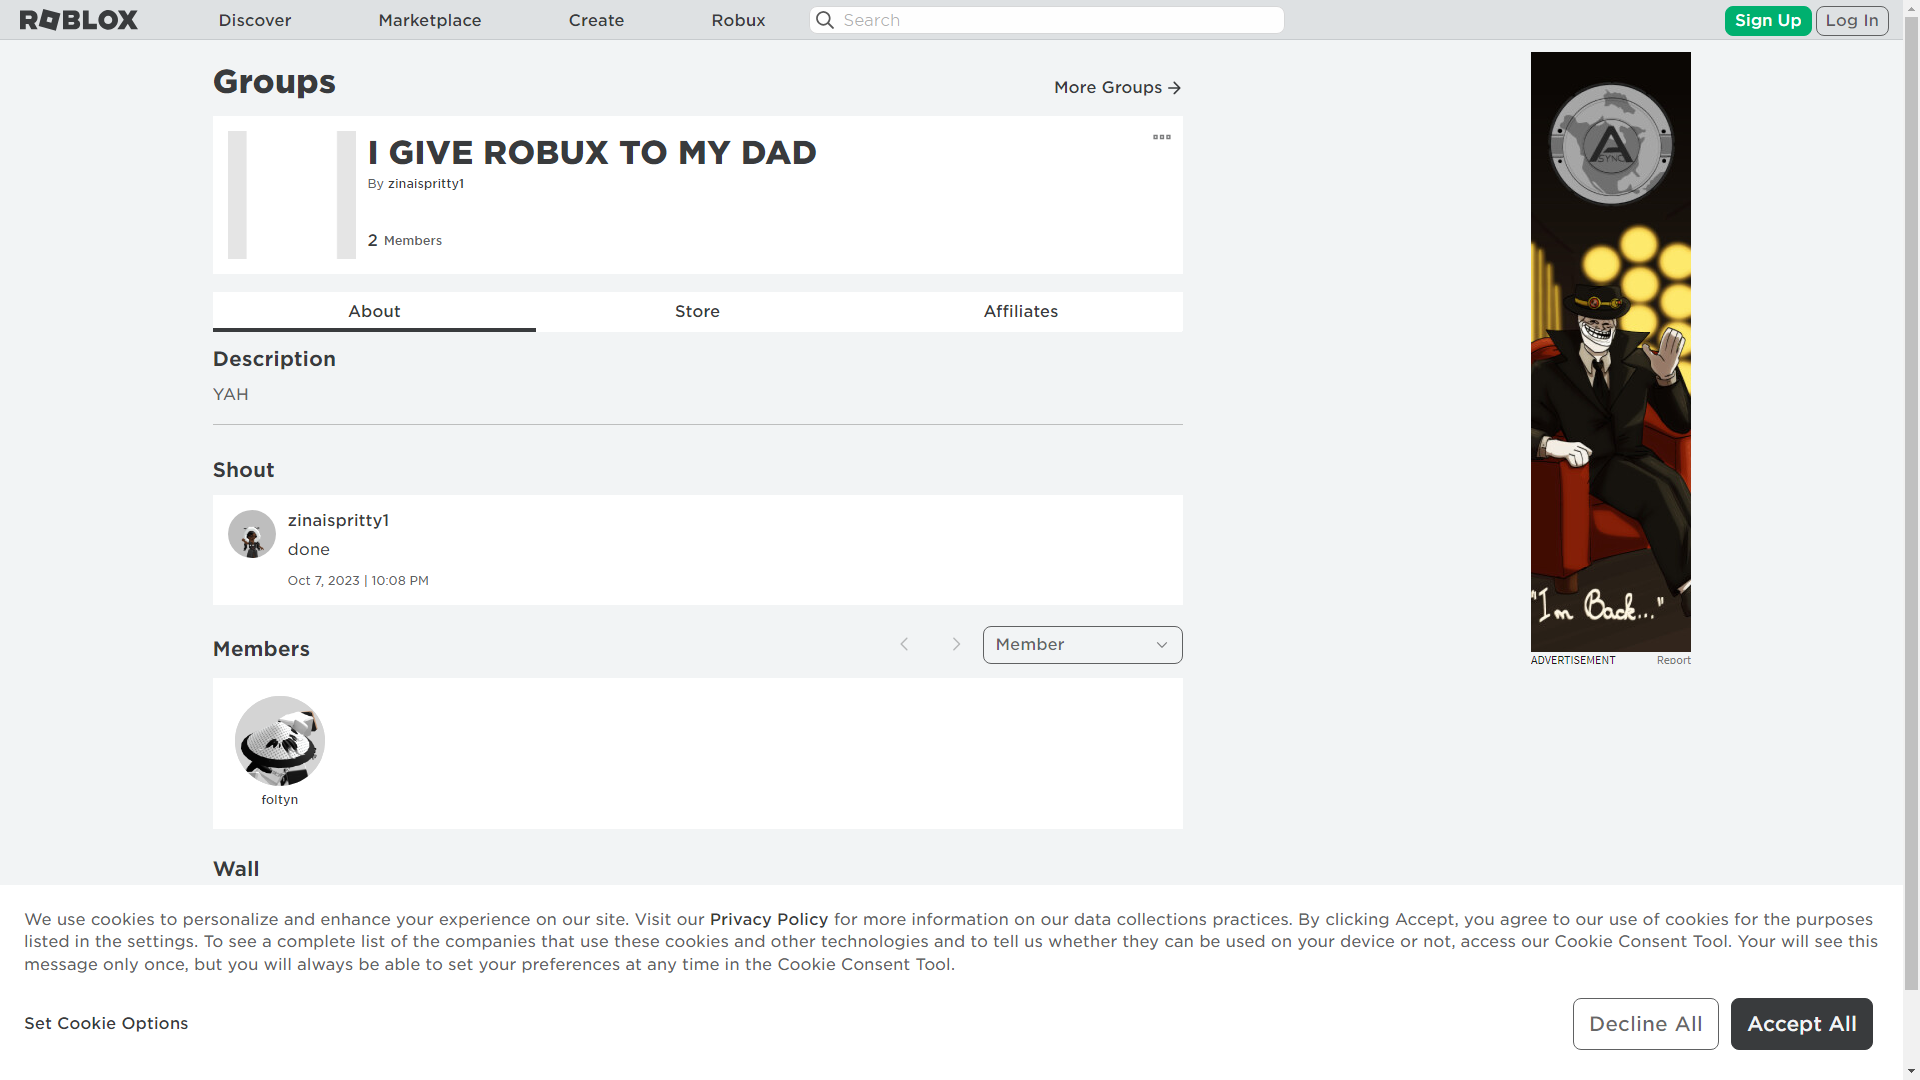 ROBLOX
Discover
Marketplace
Create
Robux
Search
Sign Up
Log In
Groups
More Groups
I GIVE ROBUX TO MY DAD
By zinaispritty1
2 Members
About
Store
Affiliates
Description
YAH
Shout
zinaispritty1
done
Oct 7, 2023 | 10:08 PM
Members
Member
foltyn
Wall
A
SYNC
"I'm Back..."
ADVERTISEMENT
Report
We use cookies to personalize and enhance your experience on our site. Visit our Privacy Policy for more information on our data collections practices. By clicking Accept, you agree to our use of cookies for the purposes
listed in the settings. To see a complete list of the companies that use these cookies and other technologies and to tell us whether they can be used on your device or not, access our Cookie Consent Tool. Your will see this
message only once, but you will always be able to set your preferences at any time in the Cookie Consent Tool.
Set Cookie Options
Decline All
Accept All